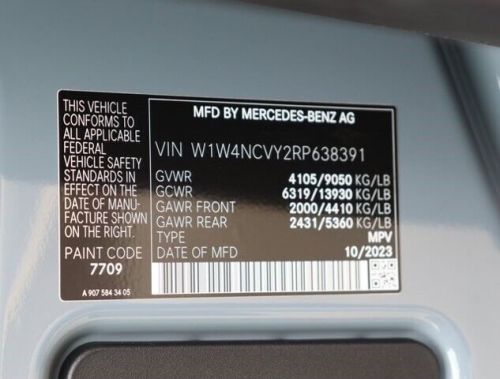 THIS VEHICLE
CONFORMS TO
ALL APPLICABLE
FEDERAL MOTOR
VEHICLE SAFETY
STANDARDS IN
EFFECT ON THE
DATE OF MANU-
FACTURE SHOWN
ON THE RIGHT.
PAINT CODE
7709
A 907 584 34 05
MFD BY MERCEDES-BENZ AG
VIN W1W4NCVY2RP638391
GVWR 4105/9050 KG/LB
GCWR 6319/13930 KG/LB
GAWR FRONT 2000/4410 KG/LB
GAWR REAR 2431/5360 KG/LB
TYPE MPV
DATE OF MFD 10/2023